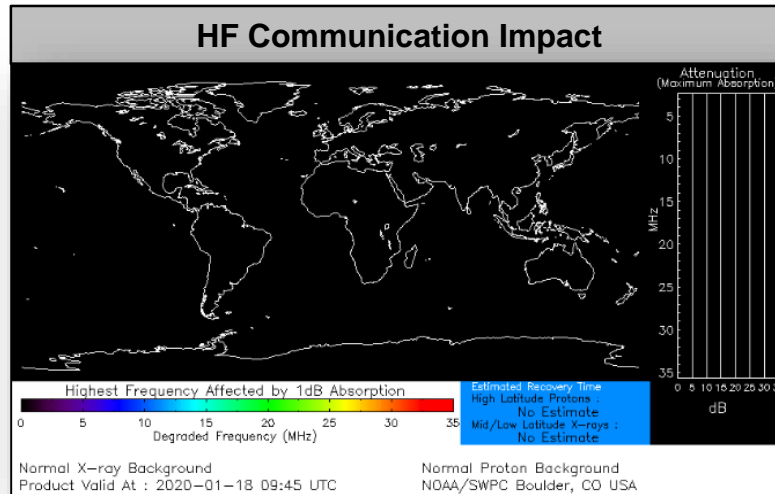 HF Communication Impact
Attenuation
(Maximum Absorption)
5
10
15
20
25
30
35
MHz
0 5 10 15 20 25 30
dB
Highest Frequency Affected by 1dB Absorption
0 5 10 15 20 25 30 35
Degraded Frequency (MHz)
Estimated Recovery Time
High Latitude Protons :
No Estimate
Mid/Low Latitude X-rays :
No Estimate
Normal X-ray Background
Normal Proton Background
Product Valid At : 2020-01-18 09:45 UTC
NOAA/SWPC Boulder, CO USA